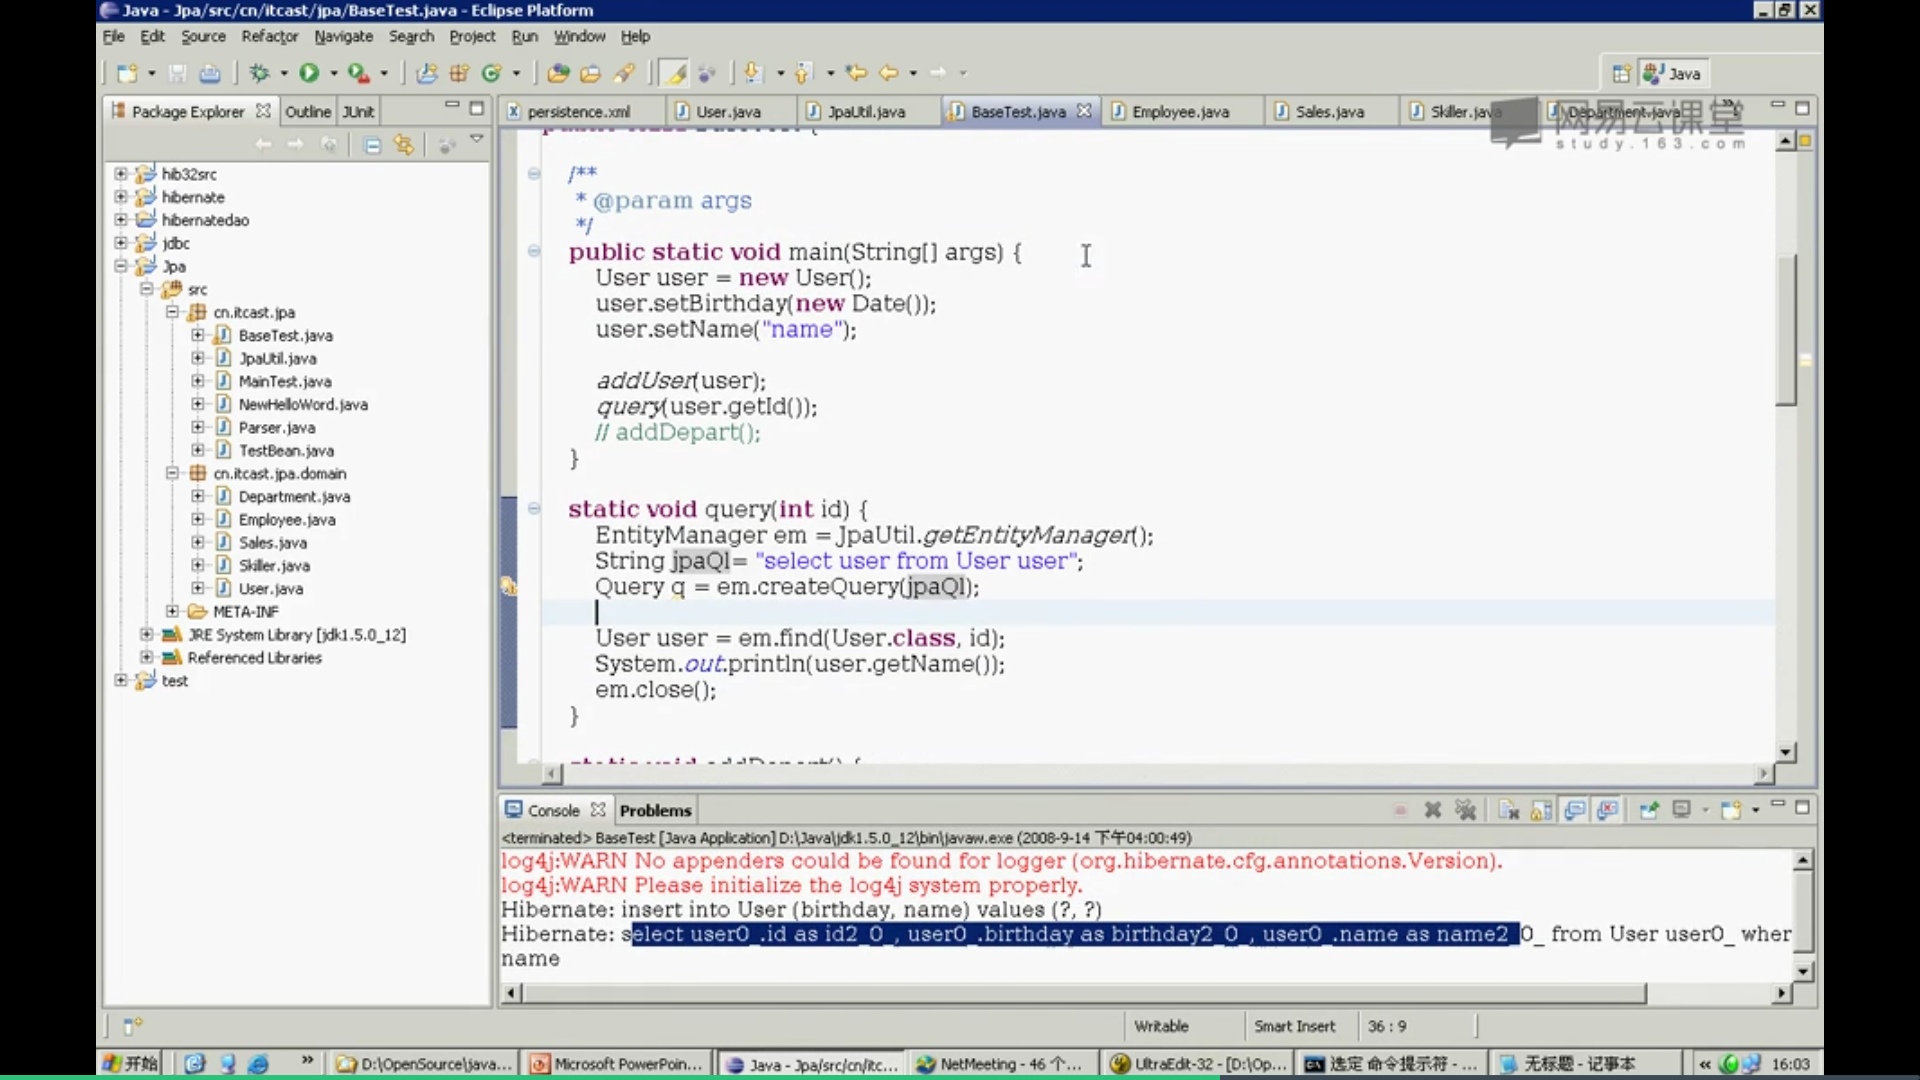 Java - Jpa/src/cn/itcast/jpa/BaseTest.java - Eclipse Platform
File Edit Source Refactor Navigate Search Project Run Window Help
Java
Package Explorer Outline JUnit
persistence.xml User.java JpaUtil.java BaseTest.java Employee.java Sales.java Skiller.java Department.java
网易云课堂
study.163.com
hib32src
hibernate
hibernatedao
jdbc
Jpa
src
cn.itcast.jpa
BaseTest.java
JpaUtil.java
MainTest.java
NewHelloWord.java
Parser.java
TestBean.java
cn.itcast.jpa.domain
Department.java
Employee.java
Sales.java
Skiller.java
User.java
META-INF
JRE System Library [jdk1.5.0_12]
Referenced Libraries
test
/**
* @param args
*/
public static void main(String[] args) {
User user = new User();
user.setBirthday(new Date());
user.setName("name");
addUser(user);
query(user.getId());
// addDepart();
}
static void query(int id) {
EntityManager em = JpaUtil.getEntityManager();
String jpaQl= "select user from User user";
Query q = em.createQuery(jpaQl);
User user = em.find(User.class, id);
System.out.println(user.getName());
em.close();
}
static void addDepart() {
Console Problems
<terminated> BaseTest [Java Application] D:\Java\jdk1.5.0_12\bin\javaw.exe (2008-9-14 下午04:00:49)
log4j:WARN No appenders could be found for logger (org.hibernate.cfg.annotations.Version).
log4j:WARN Please initialize the log4j system properly.
Hibernate: insert into User (birthday, name) values (?, ?)
Hibernate: select user0_.id as id2_0_, user0_.birthday as birthday2_0_, user0_.name as name2_0_ from User user0_ wher
name
Writable Smart Insert 36 : 9
开始 » D:\OpenSource\java... Microsoft PowerPoin... Java - Jpa/src/cn/itc... NetMeeting - 46 个... UltraEdit-32 - [D:\Op... 选定 命令提示符 - ... 无标题 - 记事本 « 16:03